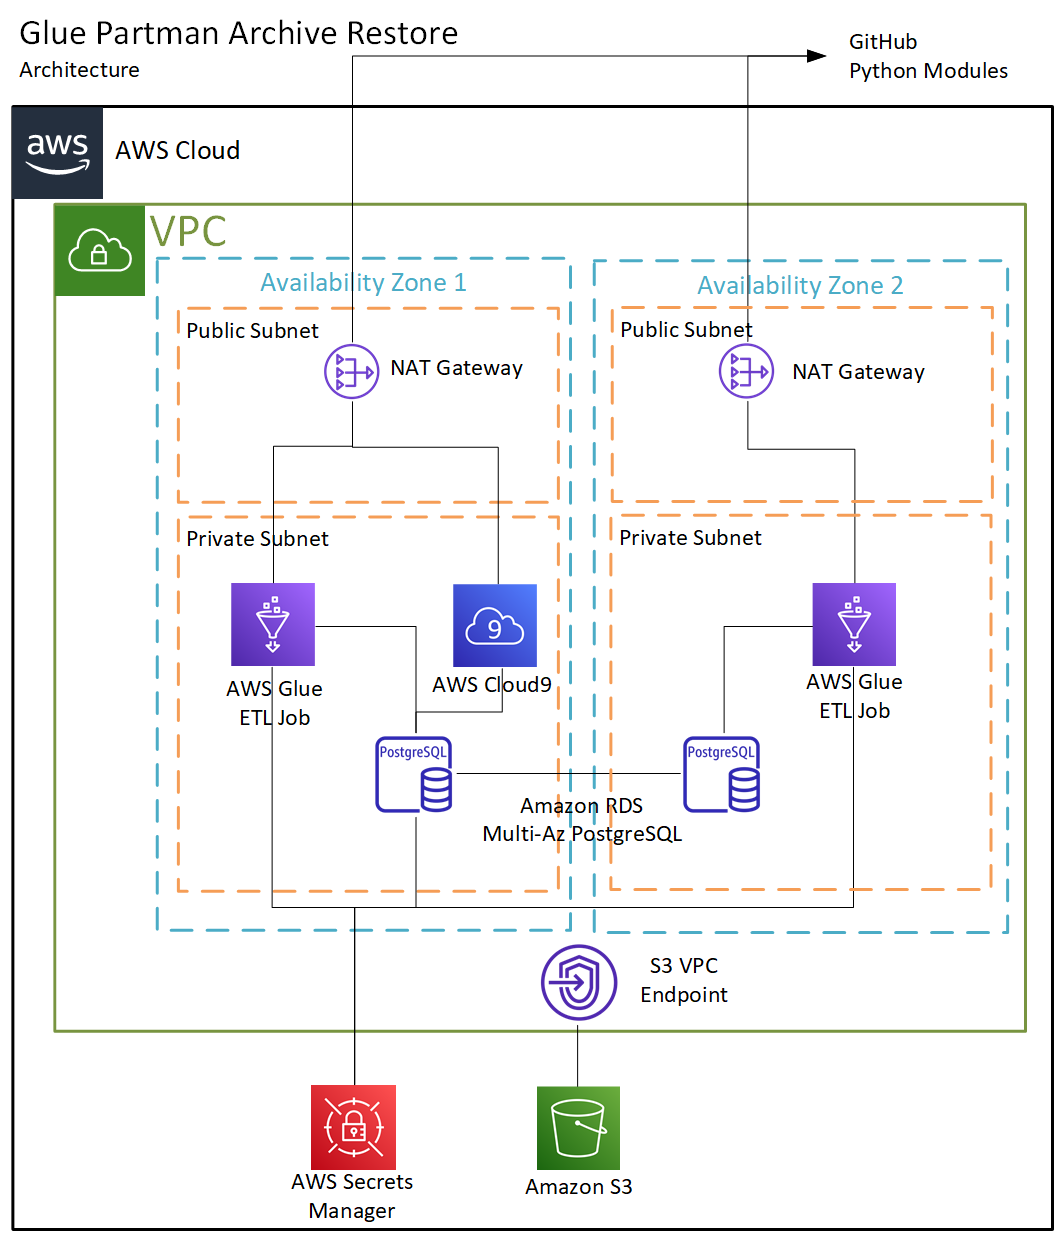 Glue Partman Archive Restore
Architecture
GitHub
Python Modules
aws
AWS Cloud
VPC
Availability Zone 1
Availability Zone 2
Public Subnet
Public Subnet
NAT Gateway
NAT Gateway
Private Subnet
Private Subnet
9
AWS Glue
ETL Job
AWS Cloud9
AWS Glue
ETL Job
PostgreSQL
PostgreSQL
Amazon RDS
Multi-Az PostgreSQL
S3 VPC
Endpoint
AWS Secrets
Manager
Amazon S3